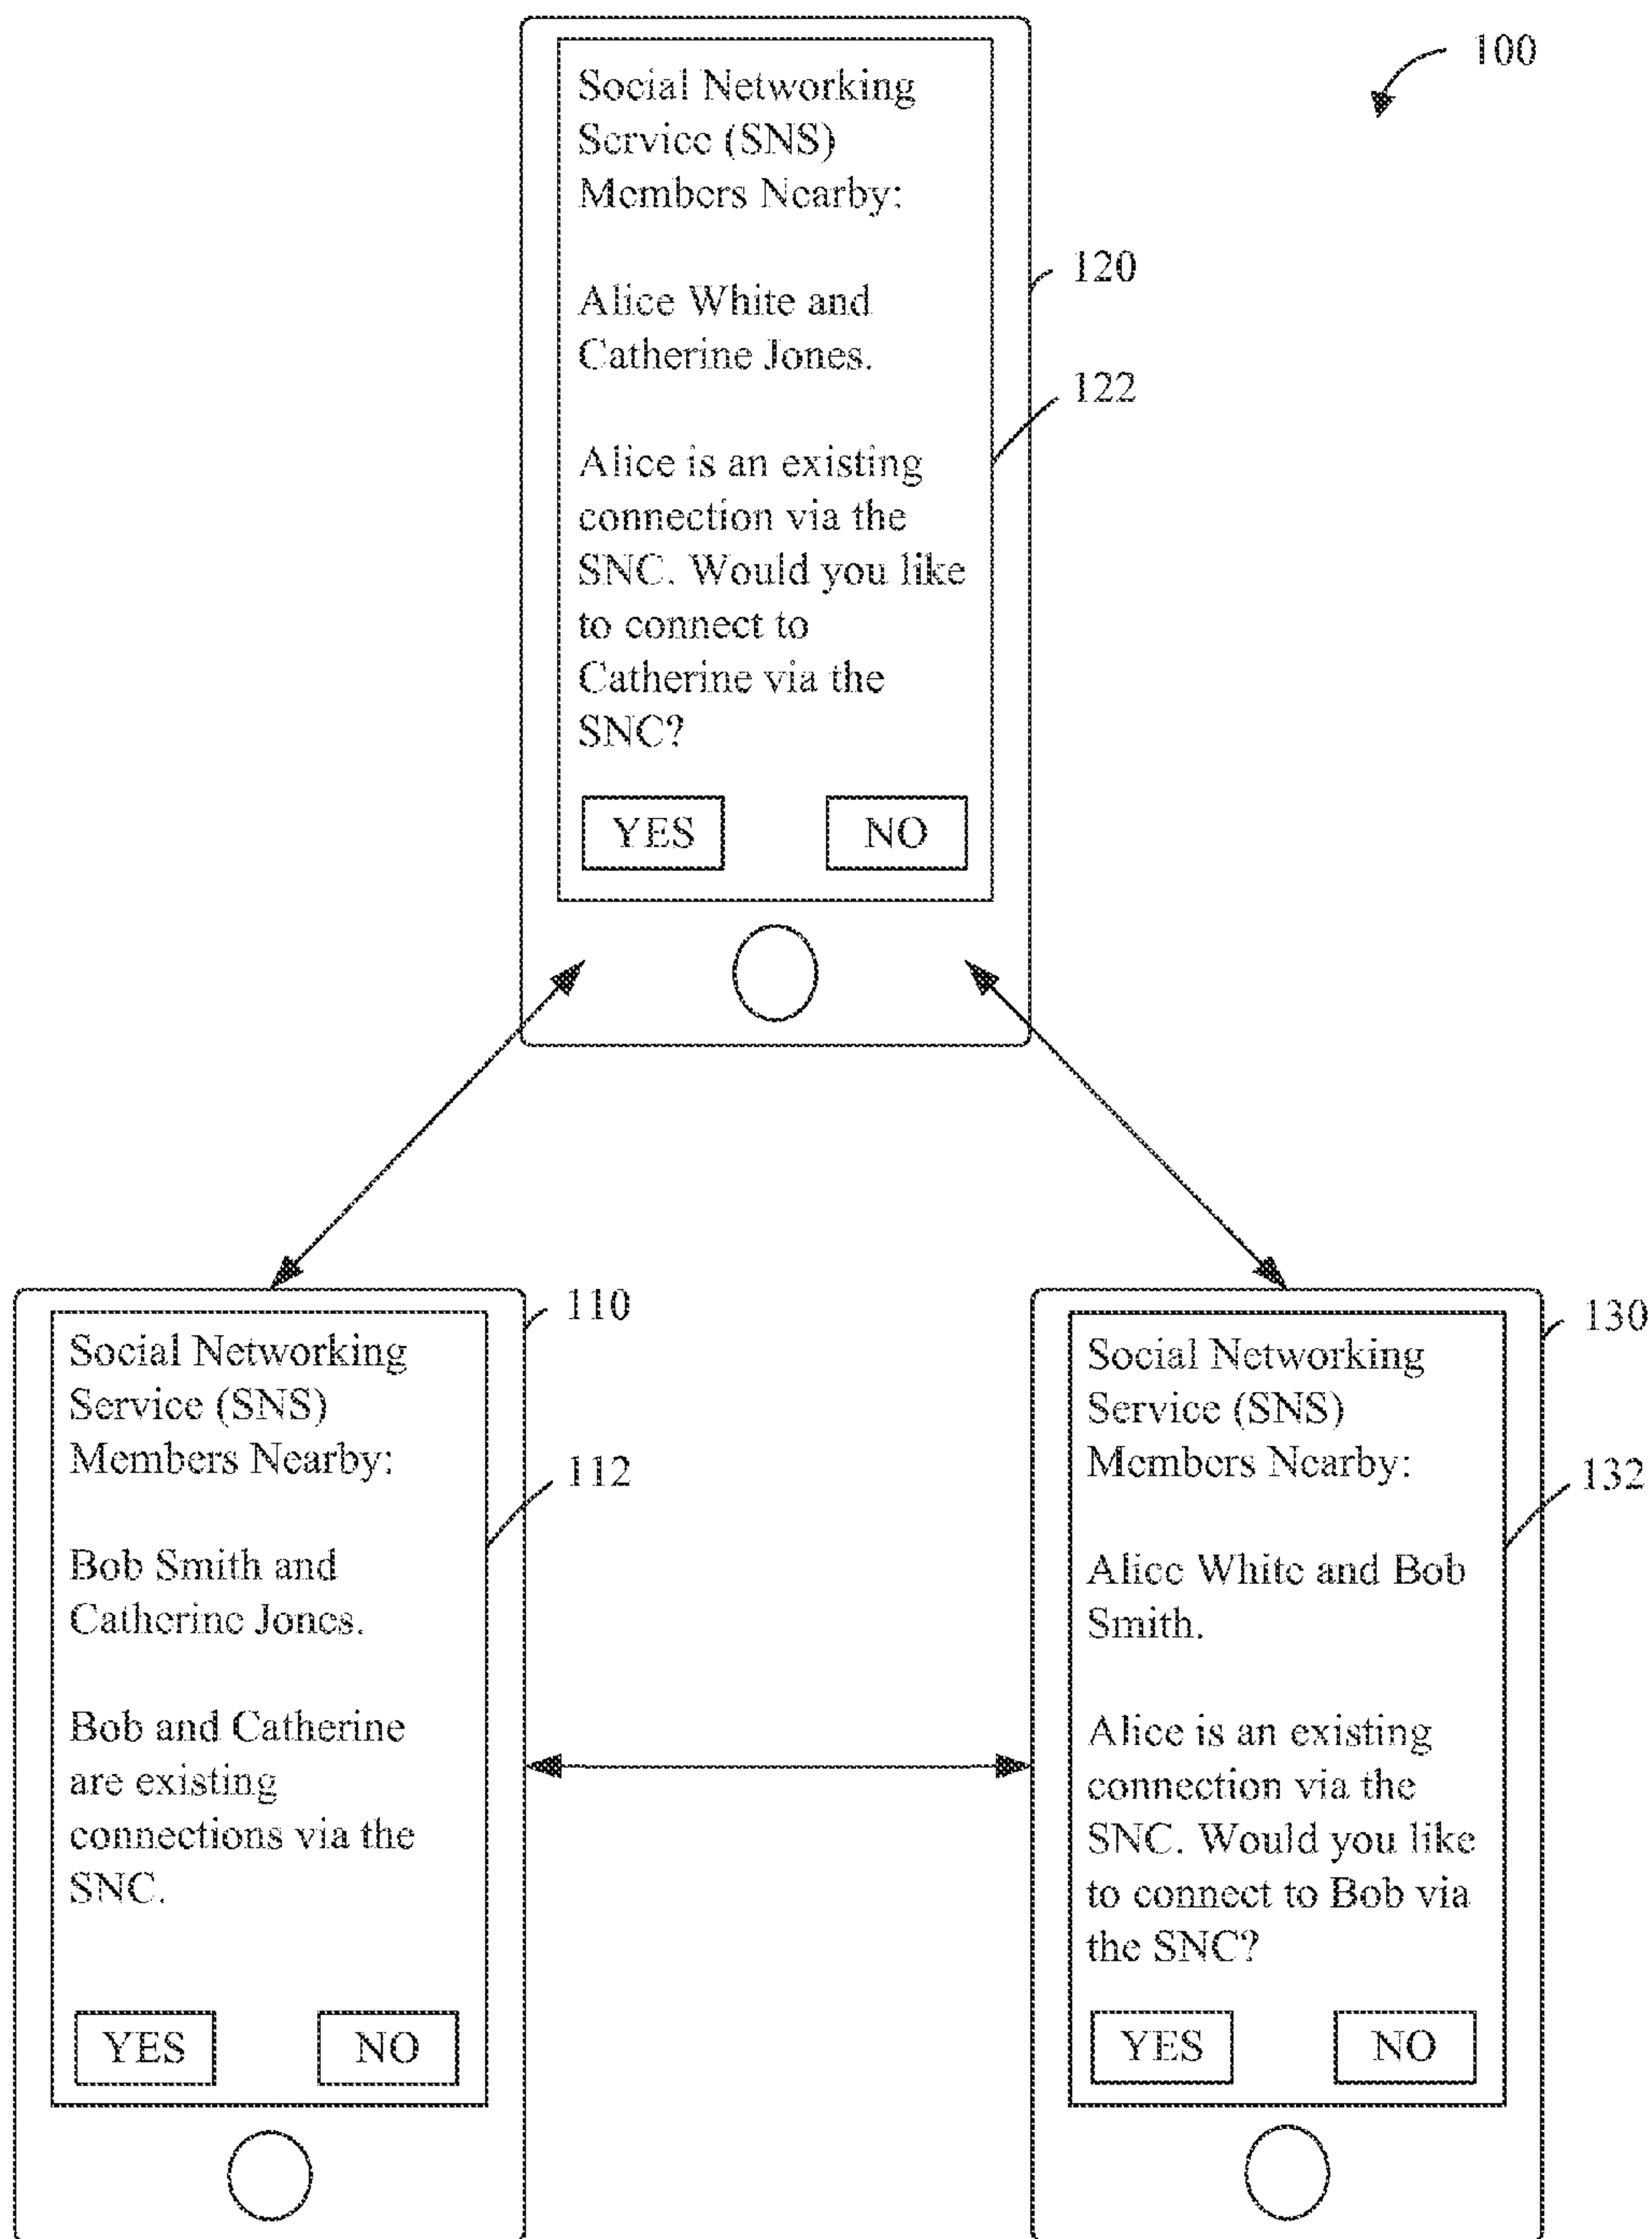 100
Social Networking
Service (SNS)
Members Nearby:
120
Alice White and
Catherine Jones.
122
Alice is an existing
connection via the
SNC. Would you like
to connect to
Catherine via the
SNC?
YES NO
110
Social Networking
Service (SNS)
Members Nearby:
112
Bob Smith and
Catherine Jones.
Bob and Catherine
are existing
connections via the
SNC.
YES NO
130
Social Networking
Service (SNS)
Members Nearby:
132
Alice White and Bob
Smith.
Alice is an existing
connection via the
SNC. Would you like
to connect to Bob via
the SNC?
YES NO